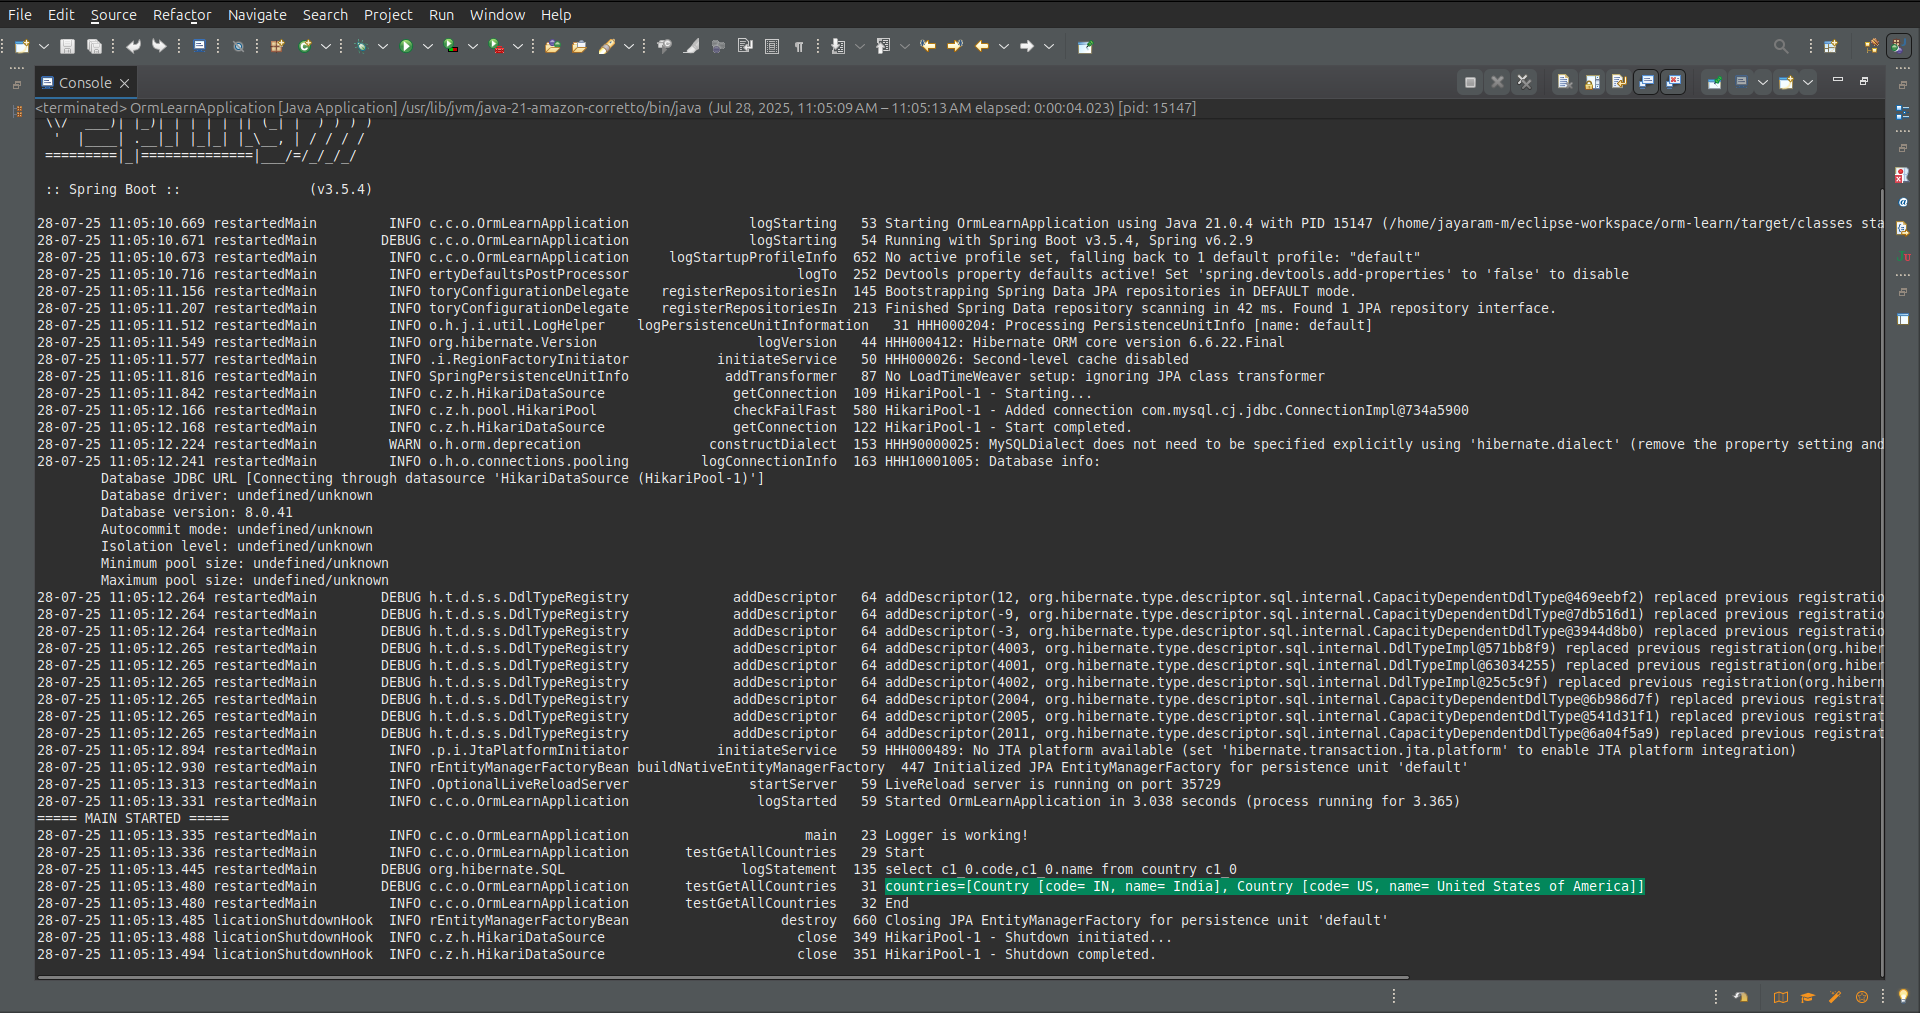 File Edit Source Refactor Navigate Search Project Run Window Help
Console
<terminated> OrmLearnApplication [Java Application] /usr/lib/jvm/java-21-amazon-corretto/bin/java (Jul 28, 2025, 11:05:09 AM – 11:05:13 AM elapsed: 0:00:04.023) [pid: 15147]
 \\/  ___)| |_)| | | | | || (_| |  ) ) ) )
  '  |____| .__|_| |_|_| |_\__, | / / / /
 =========|_|==============|___/=/_/_/_/
:: Spring Boot ::                (v3.5.4)
28-07-25 11:05:10.669 restartedMain INFO c.c.o.OrmLearnApplication logStarting 53 Starting OrmLearnApplication using Java 21.0.4 with PID 15147 (/home/jayaram-m/eclipse-workspace/orm-learn/target/classes sta
28-07-25 11:05:10.671 restartedMain DEBUG c.c.o.OrmLearnApplication logStarting 54 Running with Spring Boot v3.5.4, Spring v6.2.9
28-07-25 11:05:10.673 restartedMain INFO c.c.o.OrmLearnApplication logStartupProfileInfo 652 No active profile set, falling back to 1 default profile: "default"
28-07-25 11:05:10.716 restartedMain INFO ertyDefaultsPostProcessor logTo 252 Devtools property defaults active! Set 'spring.devtools.add-properties' to 'false' to disable
28-07-25 11:05:11.156 restartedMain INFO toryConfigurationDelegate registerRepositoriesIn 145 Bootstrapping Spring Data JPA repositories in DEFAULT mode.
28-07-25 11:05:11.207 restartedMain INFO toryConfigurationDelegate registerRepositoriesIn 213 Finished Spring Data repository scanning in 42 ms. Found 1 JPA repository interface.
28-07-25 11:05:11.512 restartedMain INFO o.h.j.i.util.LogHelper logPersistenceUnitInformation 31 HHH000204: Processing PersistenceUnitInfo [name: default]
28-07-25 11:05:11.549 restartedMain INFO org.hibernate.Version logVersion 44 HHH000412: Hibernate ORM core version 6.6.22.Final
28-07-25 11:05:11.577 restartedMain INFO .i.RegionFactoryInitiator initiateService 50 HHH000026: Second-level cache disabled
28-07-25 11:05:11.816 restartedMain INFO SpringPersistenceUnitInfo addTransformer 87 No LoadTimeWeaver setup: ignoring JPA class transformer
28-07-25 11:05:11.842 restartedMain INFO c.z.h.HikariDataSource getConnection 109 HikariPool-1 - Starting...
28-07-25 11:05:12.166 restartedMain INFO c.z.h.pool.HikariPool checkFailFast 580 HikariPool-1 - Added connection com.mysql.cj.jdbc.ConnectionImpl@734a5900
28-07-25 11:05:12.168 restartedMain INFO c.z.h.HikariDataSource getConnection 122 HikariPool-1 - Start completed.
28-07-25 11:05:12.224 restartedMain WARN o.h.orm.deprecation constructDialect 153 HHH90000025: MySQLDialect does not need to be specified explicitly using 'hibernate.dialect' (remove the property setting and
28-07-25 11:05:12.241 restartedMain INFO o.h.o.connections.pooling logConnectionInfo 163 HHH10001005: Database info:
Database JDBC URL [Connecting through datasource 'HikariDataSource (HikariPool-1)']
Database driver: undefined/unknown
Database version: 8.0.41
Autocommit mode: undefined/unknown
Isolation level: undefined/unknown
Minimum pool size: undefined/unknown
Maximum pool size: undefined/unknown
28-07-25 11:05:12.264 restartedMain DEBUG h.t.d.s.s.DdlTypeRegistry addDescriptor 64 addDescriptor(12, org.hibernate.type.descriptor.sql.internal.CapacityDependentDdlType@469eebf2) replaced previous registratio
28-07-25 11:05:12.264 restartedMain DEBUG h.t.d.s.s.DdlTypeRegistry addDescriptor 64 addDescriptor(-9, org.hibernate.type.descriptor.sql.internal.CapacityDependentDdlType@7db516d1) replaced previous registratio
28-07-25 11:05:12.264 restartedMain DEBUG h.t.d.s.s.DdlTypeRegistry addDescriptor 64 addDescriptor(-3, org.hibernate.type.descriptor.sql.internal.CapacityDependentDdlType@3944d8b0) replaced previous registratio
28-07-25 11:05:12.265 restartedMain DEBUG h.t.d.s.s.DdlTypeRegistry addDescriptor 64 addDescriptor(4003, org.hibernate.type.descriptor.sql.internal.DdlTypeImpl@571bb8f9) replaced previous registration(org.hiber
28-07-25 11:05:12.265 restartedMain DEBUG h.t.d.s.s.DdlTypeRegistry addDescriptor 64 addDescriptor(4001, org.hibernate.type.descriptor.sql.internal.DdlTypeImpl@63034255) replaced previous registration(org.hiber
28-07-25 11:05:12.265 restartedMain DEBUG h.t.d.s.s.DdlTypeRegistry addDescriptor 64 addDescriptor(4002, org.hibernate.type.descriptor.sql.internal.DdlTypeImpl@25c5c9f) replaced previous registration(org.hibern
28-07-25 11:05:12.265 restartedMain DEBUG h.t.d.s.s.DdlTypeRegistry addDescriptor 64 addDescriptor(2004, org.hibernate.type.descriptor.sql.internal.CapacityDependentDdlType@6b986d7f) replaced previous registrat
28-07-25 11:05:12.265 restartedMain DEBUG h.t.d.s.s.DdlTypeRegistry addDescriptor 64 addDescriptor(2005, org.hibernate.type.descriptor.sql.internal.CapacityDependentDdlType@541d31f1) replaced previous registrat
28-07-25 11:05:12.265 restartedMain DEBUG h.t.d.s.s.DdlTypeRegistry addDescriptor 64 addDescriptor(2011, org.hibernate.type.descriptor.sql.internal.CapacityDependentDdlType@6a04f5a9) replaced previous registrat
28-07-25 11:05:12.894 restartedMain INFO .p.i.JtaPlatformInitiator initiateService 59 HHH000489: No JTA platform available (set 'hibernate.transaction.jta.platform' to enable JTA platform integration)
28-07-25 11:05:12.930 restartedMain INFO rEntityManagerFactoryBean buildNativeEntityManagerFactory 447 Initialized JPA EntityManagerFactory for persistence unit 'default'
28-07-25 11:05:13.313 restartedMain INFO .OptionalLiveReloadServer startServer 59 LiveReload server is running on port 35729
28-07-25 11:05:13.331 restartedMain INFO c.c.o.OrmLearnApplication logStarted 59 Started OrmLearnApplication in 3.038 seconds (process running for 3.365)
===== MAIN STARTED =====
28-07-25 11:05:13.335 restartedMain INFO c.c.o.OrmLearnApplication main 23 Logger is working!
28-07-25 11:05:13.336 restartedMain INFO c.c.o.OrmLearnApplication testGetAllCountries 29 Start
28-07-25 11:05:13.445 restartedMain DEBUG org.hibernate.SQL logStatement 135 select c1_0.code,c1_0.name from country c1_0
28-07-25 11:05:13.480 restartedMain DEBUG c.c.o.OrmLearnApplication testGetAllCountries 31 countries=[Country [code= IN, name= India], Country [code= US, name= United States of America]]
28-07-25 11:05:13.480 restartedMain INFO c.c.o.OrmLearnApplication testGetAllCountries 32 End
28-07-25 11:05:13.485 licationShutdownHook INFO rEntityManagerFactoryBean destroy 660 Closing JPA EntityManagerFactory for persistence unit 'default'
28-07-25 11:05:13.488 licationShutdownHook INFO c.z.h.HikariDataSource close 349 HikariPool-1 - Shutdown initiated...
28-07-25 11:05:13.494 licationShutdownHook INFO c.z.h.HikariDataSource close 351 HikariPool-1 - Shutdown completed.